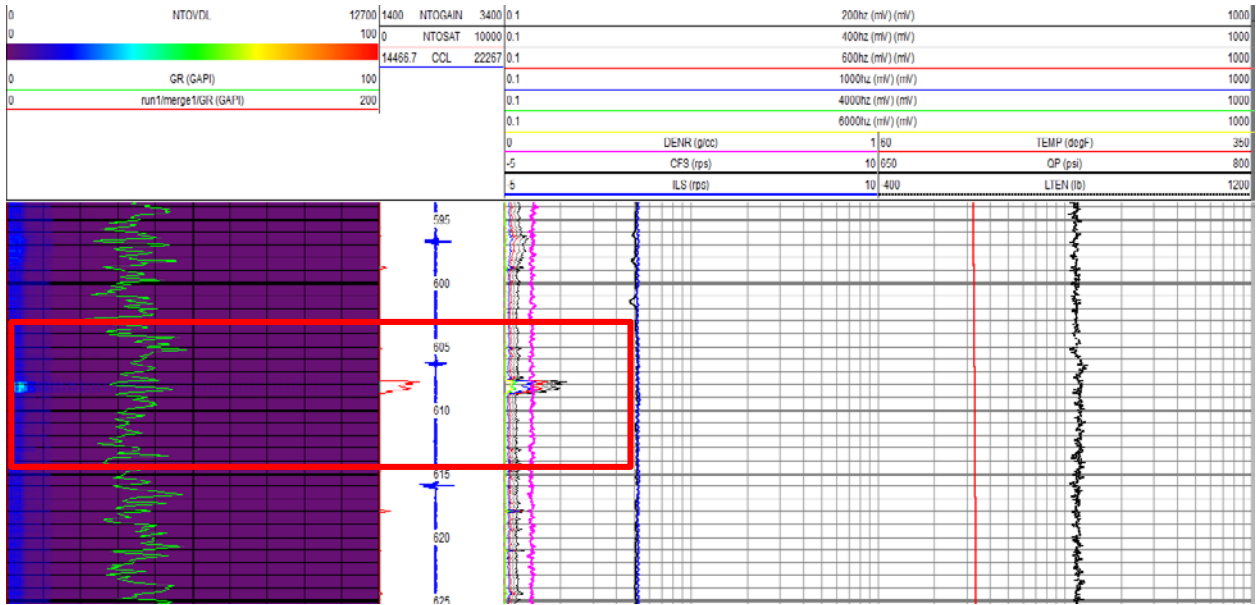 0 NTOVDL 12700 1400 NTOGAIN 3400 0.1 200hz (mV) (mV) 1000
0 100 0 NTOSAT 10000 0.1 400hz (mV) (mV) 1000
14466.7 CCL 22267 0.1 600hz (mV) (mV) 1000
0 GR (GAPI) 100 0.1 1000hz (mV) (mV) 1000
0 run1/merge1/GR (GAPI) 200 0.1 4000hz (mV) (mV) 1000
0.1 6000hz (mV) (mV) 1000
0 DENR (g/cc) 1 60 TEMP (degF) 350
-5 CFS (rps) 10 650 QP (psi) 800
-5 ILS (rps) 10 -400 LTEN (lb) 1200
595
600
605
610
615
620
625